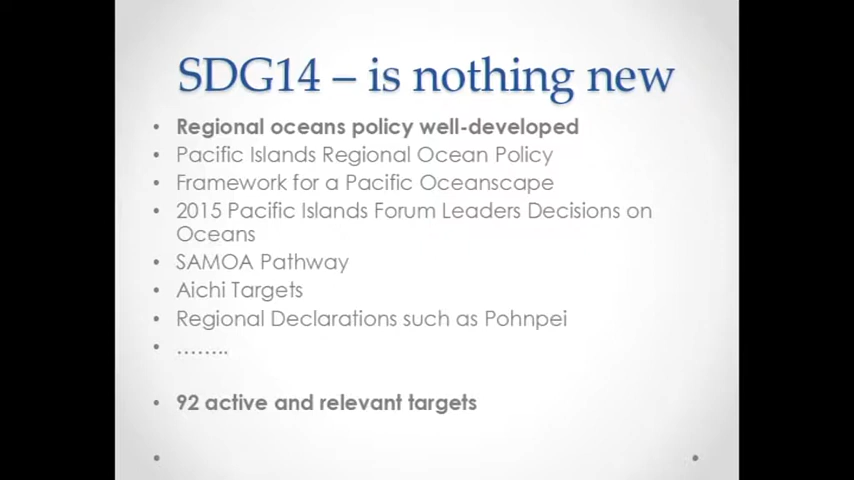 SDG14 – is nothing new
• Regional oceans policy well-developed
• Pacific Islands Regional Ocean Policy
• Framework for a Pacific Oceanscape
• 2015 Pacific Islands Forum Leaders Decisions on
Oceans
• SAMOA Pathway
• Aichi Targets
• Regional Declarations such as Pohnpei
• ……..
• 92 active and relevant targets